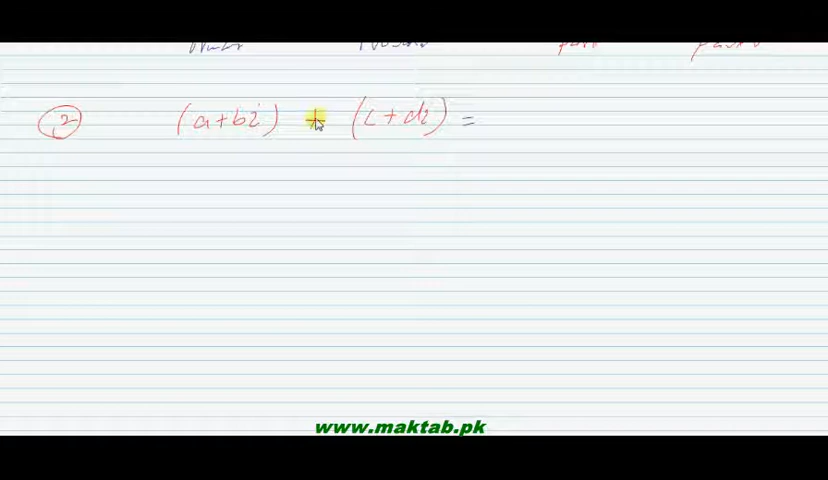 ② (a+bi) + (c+di) =
www.maktab.pk